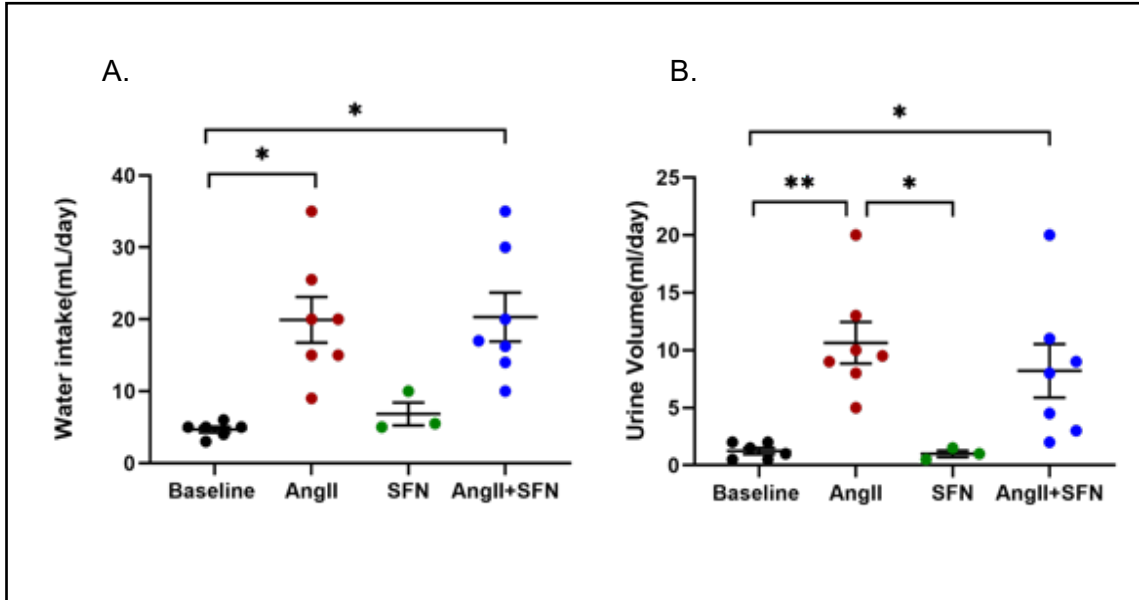 A.
*
*
Water intake(mL/day)
40
30
20
10
0
Baseline AngII SFN AngII+SFN
B.
*
** *
Urine Volume(ml/day)
25
20
15
10
5
0
Baseline AngII SFN AngII+SFN